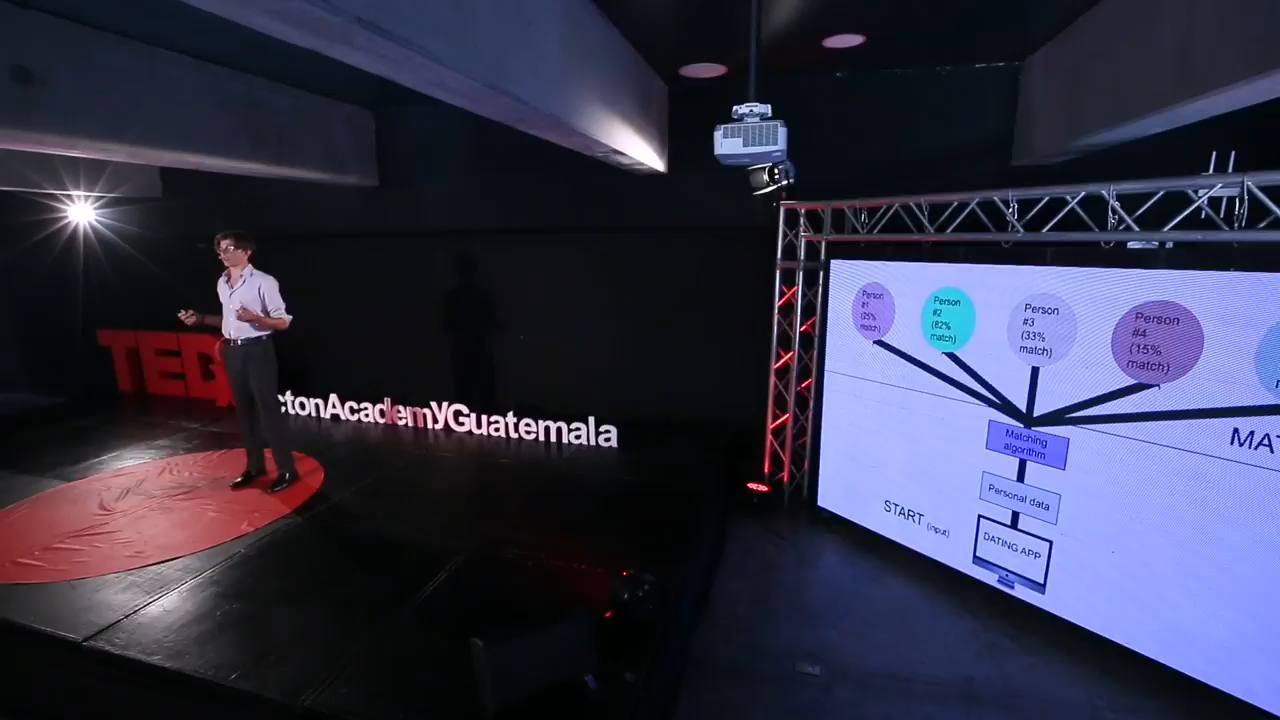 TED
ctonAcademyGuatemala
Person
#1
(25%
match)
Person
#2
(82%
match)
Person
#3
(33%
match)
Person
#4
(15%
match)
Matching
algorithm
MAT
Personal data
START (input)
DATING APP